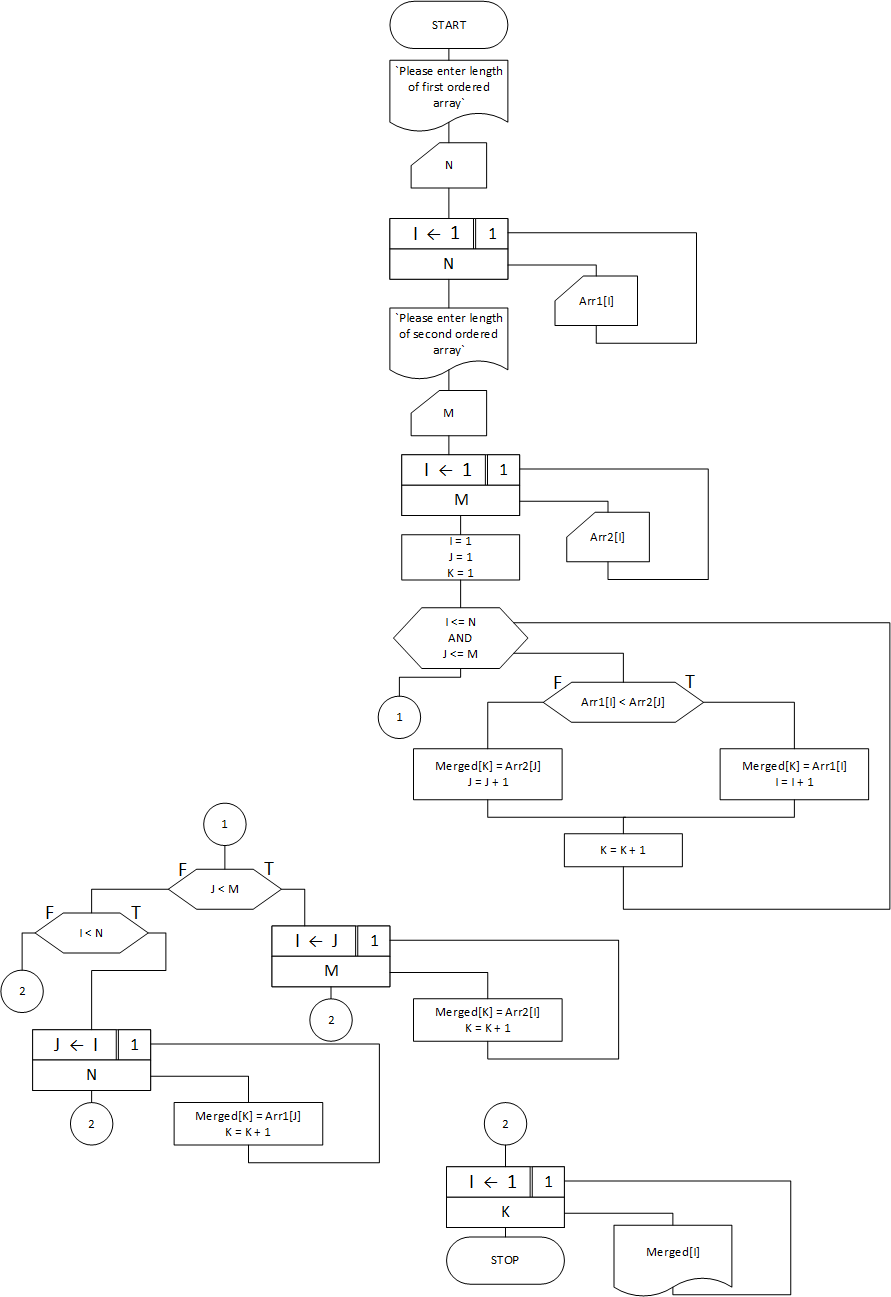 START
`Please enter length
of first ordered
array`
N
I ← 1
1
N
Arr1[I]
`Please enter length
of second ordered
array`
M
I ← 1
1
M
Arr2[I]
I = 1
J = 1
K = 1
I <= N
AND
J <= M
1
F
T
Arr1[I] < Arr2[J]
Merged[K] = Arr2[J]
J = J + 1
Merged[K] = Arr1[I]
I = I + 1
K = K + 1
1
F
T
J < M
F
T
I < N
2
I ← J
1
M
2
Merged[K] = Arr2[I]
K = K + 1
J ← I
1
N
2
Merged[K] = Arr1[J]
K = K + 1
2
I ← 1
1
K
Merged[I]
STOP